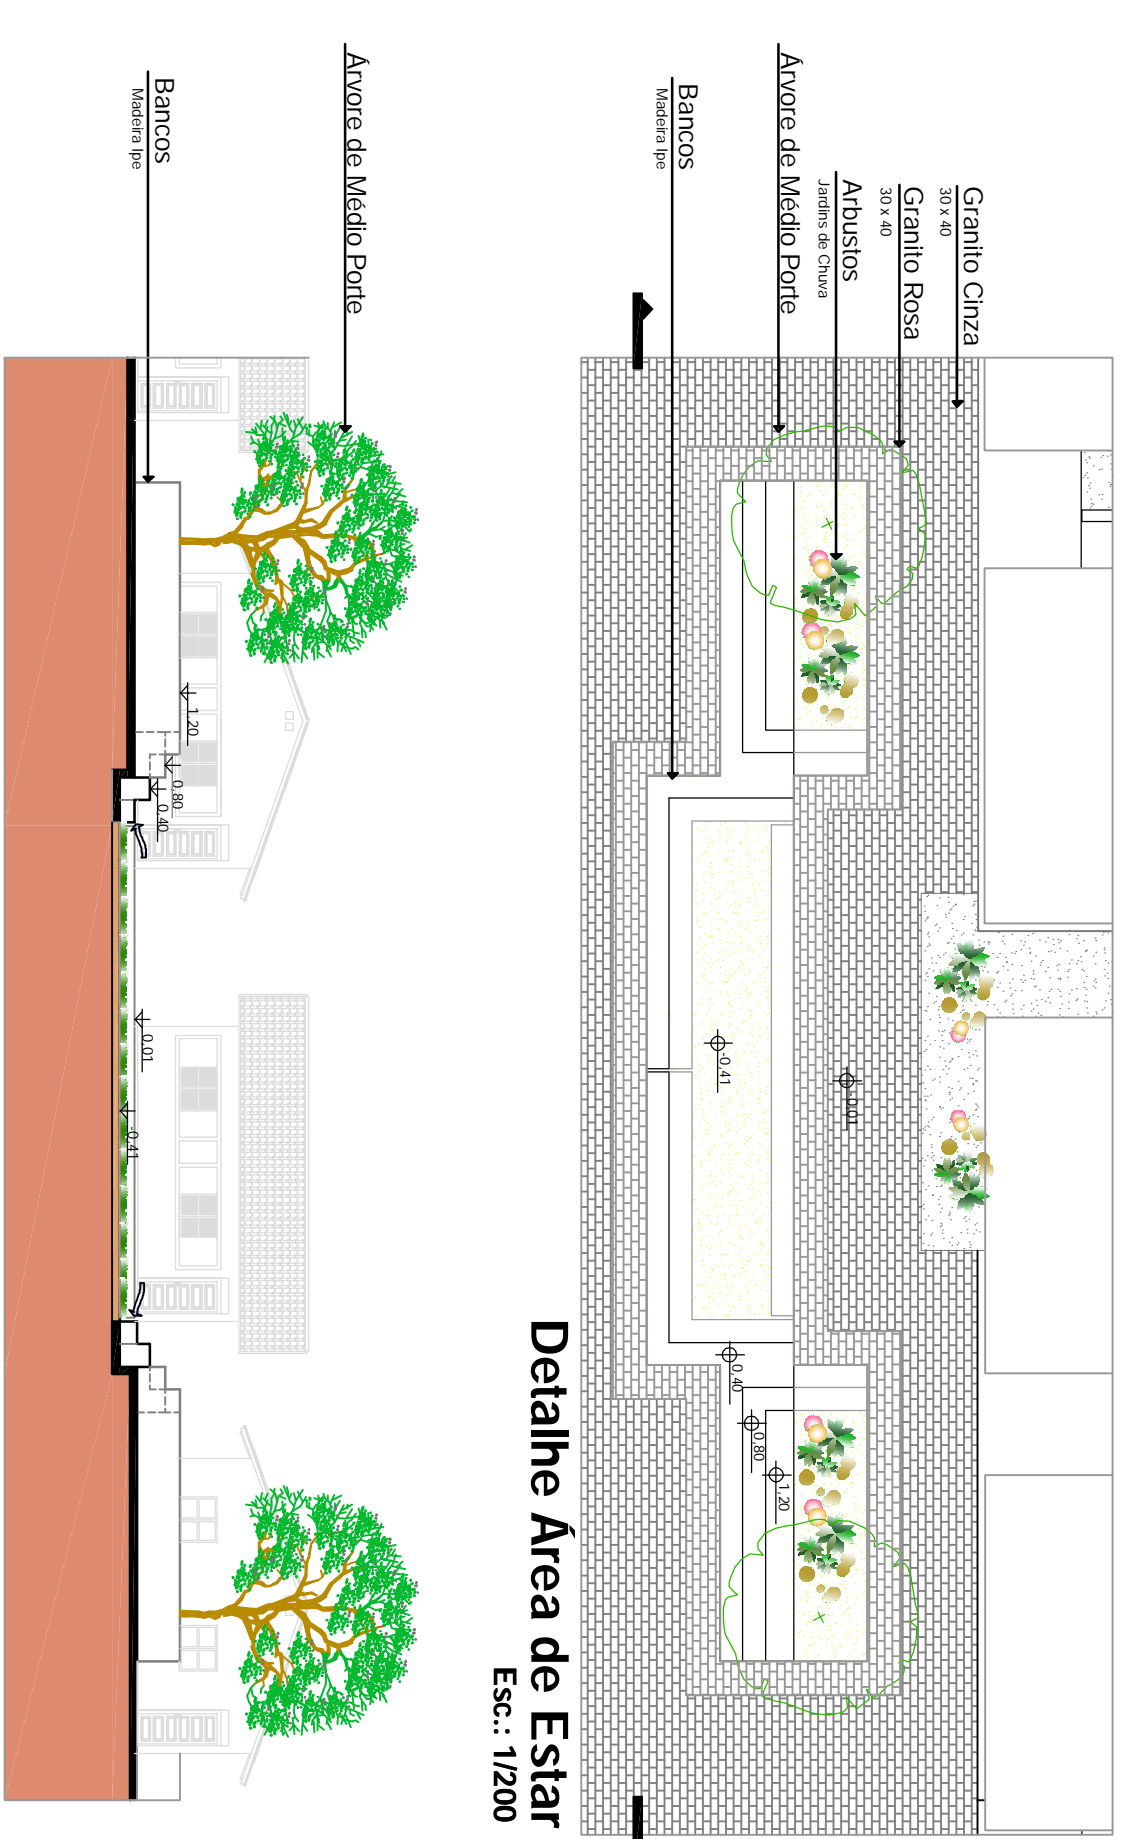 Granito Cinza
30 x 40
Granito Rosa
30 x 40
Arbustos
Jardins de Chuva
Árvore de Médio Porte
Bancos
Madeira Ipe
-0,01
-0,41
0,40
0,80
1,20
Detalhe Área de Estar
Esc.: 1/200
Árvore de Médio Porte
Bancos
Madeira Ipe
1,20
0,80
0,40
0,01
-0,41